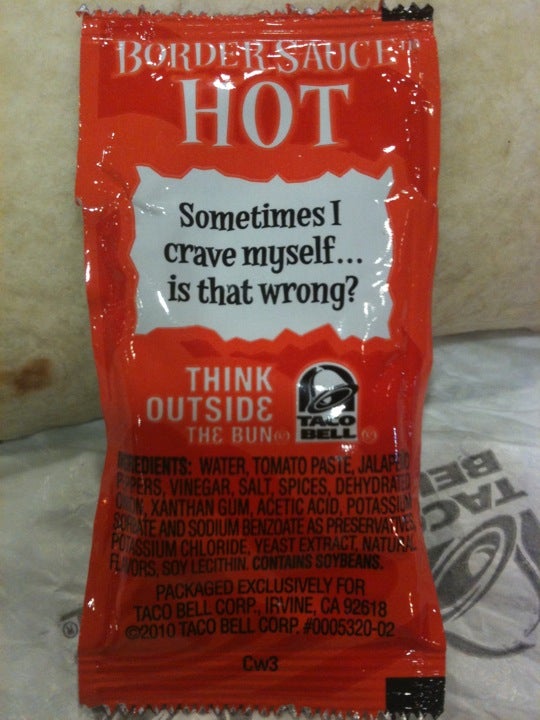 BORDER SAUCE™
HOT
Sometimes I
crave myself...
is that wrong?
THINK
OUTSIDE
THE BUN®
TACO
BELL®
INGREDIENTS: WATER, TOMATO PASTE, JALAPEÑO
PEPPERS, VINEGAR, SALT, SPICES, DEHYDRATED
ONION, XANTHAN GUM, ACETIC ACID, POTASSIUM
SORBATE AND SODIUM BENZOATE AS PRESERVATIVES,
POTASSIUM CHLORIDE, YEAST EXTRACT, NATURAL
FLAVORS, SOY LECITHIN. CONTAINS SOYBEANS.
PACKAGED EXCLUSIVELY FOR
TACO BELL CORP., IRVINE, CA 92618
©2010 TACO BELL CORP. #0005320-02
Cw3
TACO
BELL
®